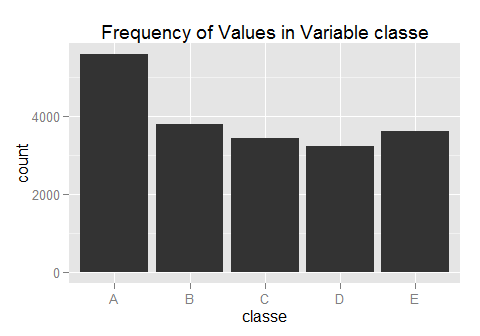 Frequency of Values in Variable classe
count
4000
2000
0
A B C D E
classe